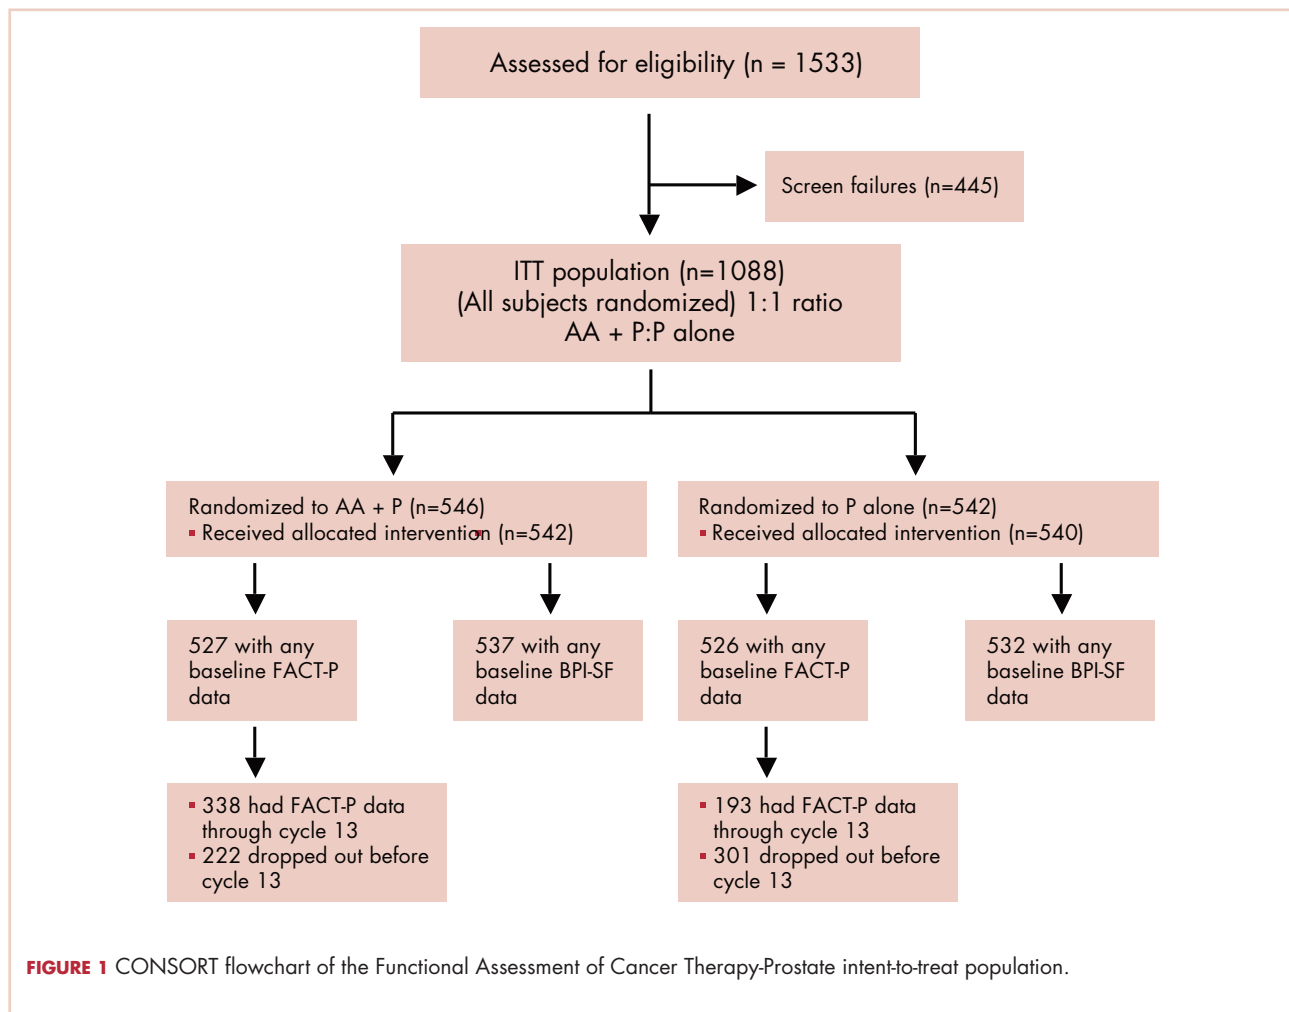 Assessed for eligibility (n = 1533)
Screen failures (n=445)
ITT population (n=1088)
(All subjects randomized) 1:1 ratio
AA + P:P alone
Randomized to AA + P (n=546)
▪ Received allocated intervention (n=542)
Randomized to P alone (n=542)
▪ Received allocated intervention (n=540)
527 with any
baseline FACT-P
data
537 with any
baseline BPI-SF
data
526 with any
baseline FACT-P
data
532 with any
baseline BPI-SF
data
▪ 338 had FACT-P data
through cycle 13
▪ 222 dropped out before
cycle 13
▪ 193 had FACT-P data
through cycle 13
▪ 301 dropped out before
cycle 13
FIGURE 1 CONSORT flowchart of the Functional Assessment of Cancer Therapy-Prostate intent-to-treat population.